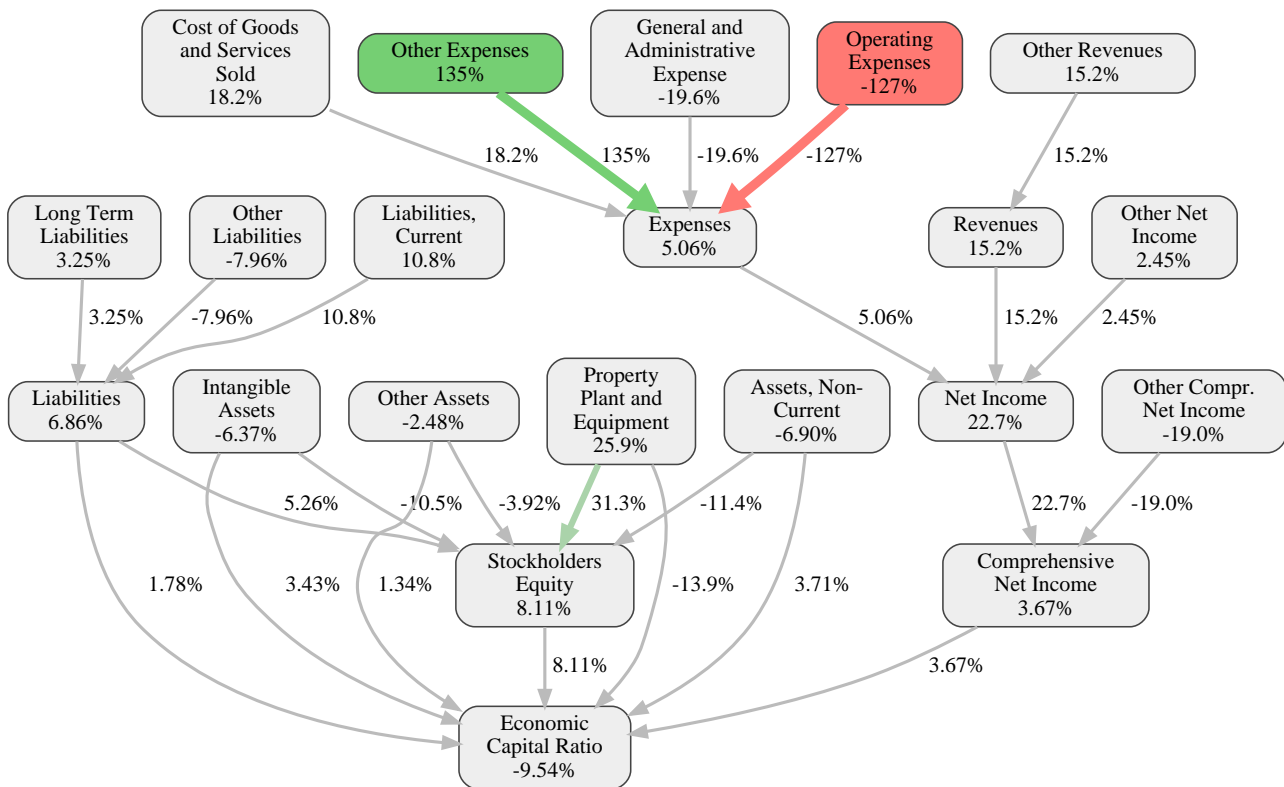 Cost of Goods
and Services
Sold
18.2%
Other Expenses
135%
General and
Administrative
Expense
-19.6%
Operating
Expenses
-127%
Other Revenues
15.2%
18.2%
135%
-19.6%
-127%
15.2%
Long Term
Liabilities
3.25%
Other
Liabilities
-7.96%
Liabilities,
Current
10.8%
Expenses
5.06%
Revenues
15.2%
Other Net
Income
2.45%
3.25%
-7.96%
10.8%
5.06%
15.2%
2.45%
Liabilities
6.86%
Intangible
Assets
-6.37%
Other Assets
-2.48%
Property
Plant and
Equipment
25.9%
Assets, Non-
Current
-6.90%
Net Income
22.7%
Other Compr.
Net Income
-19.0%
5.26%
-10.5%
-3.92%
31.3%
-11.4%
22.7%
-19.0%
Stockholders
Equity
8.11%
Comprehensive
Net Income
3.67%
1.78%
3.43%
1.34%
-13.9%
3.71%
8.11%
3.67%
Economic
Capital Ratio
-9.54%